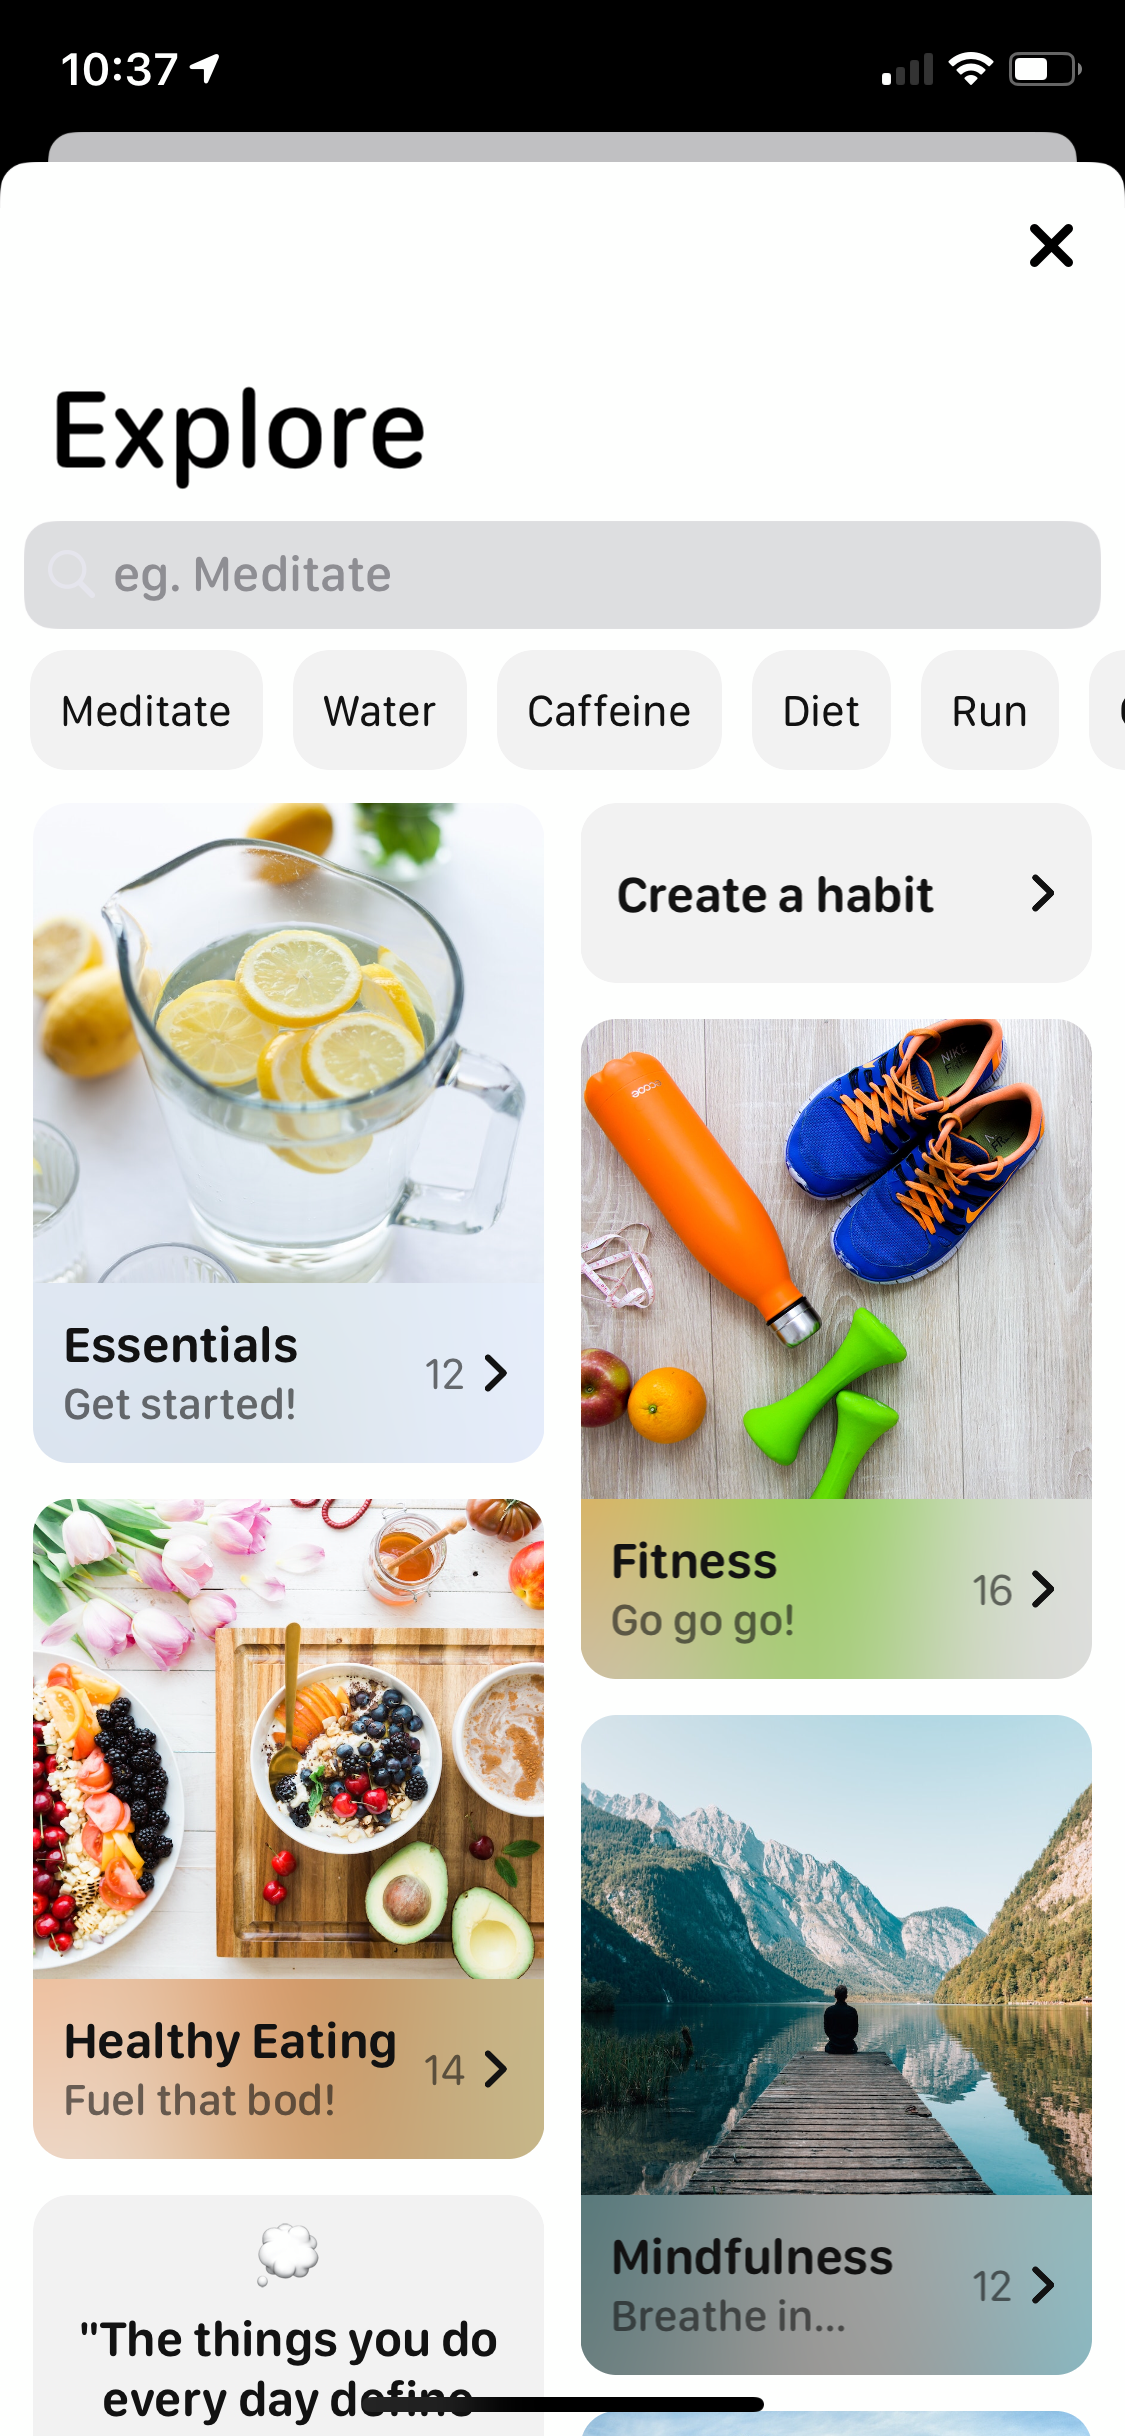 10:37
Explore
eg. Meditate
Meditate
Water
Caffeine
Diet
Run
Essentials
Get started!
12
Create a habit
NIKE
Fitness
Go go go!
16
Healthy Eating
Fuel that bod!
14
Mindfulness
Breathe in...
12
"The things you do
every day define